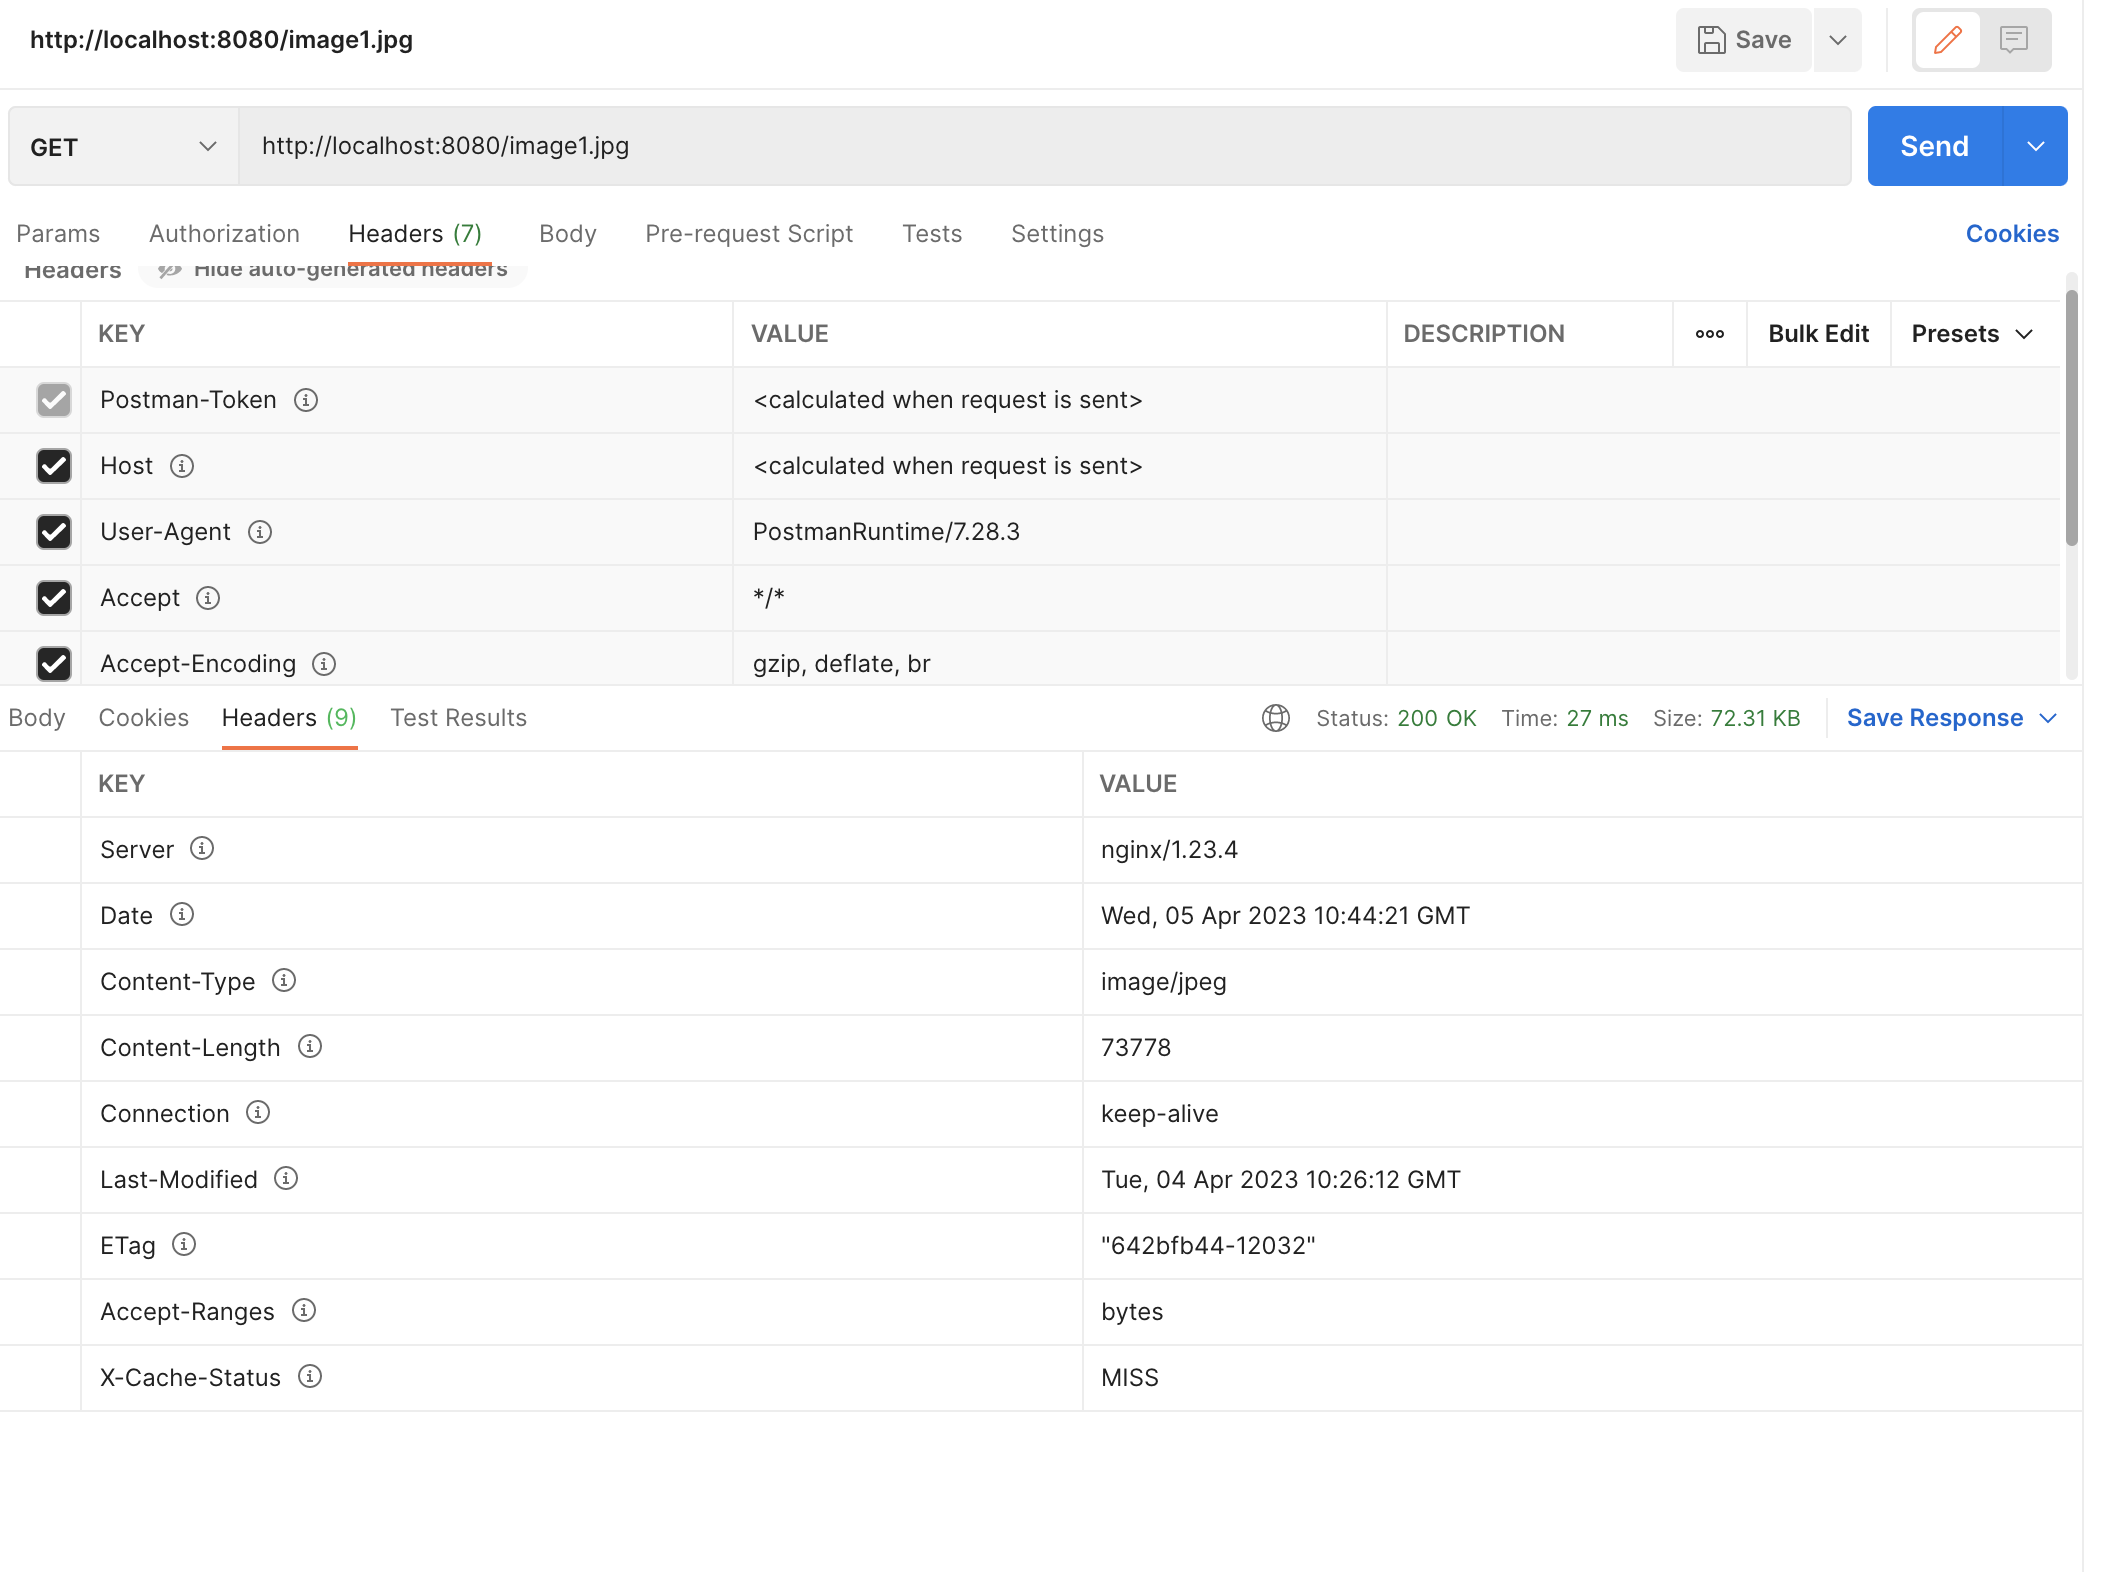 http://localhost:8080/image1.jpg Save
GET http://localhost:8080/image1.jpg Send
Params Authorization Headers (7) Body Pre-request Script Tests Settings Cookies
Headers Hide auto-generated headers
KEY VALUE DESCRIPTION Bulk Edit Presets
Postman-Token <calculated when request is sent>
Host <calculated when request is sent>
User-Agent PostmanRuntime/7.28.3
Accept */*
Accept-Encoding gzip, deflate, br
Body Cookies Headers (9) Test Results Status: 200 OK Time: 27 ms Size: 72.31 KB Save Response
KEY VALUE
Server nginx/1.23.4
Date Wed, 05 Apr 2023 10:44:21 GMT
Content-Type image/jpeg
Content-Length 73778
Connection keep-alive
Last-Modified Tue, 04 Apr 2023 10:26:12 GMT
ETag "642bfb44-12032"
Accept-Ranges bytes
X-Cache-Status MISS